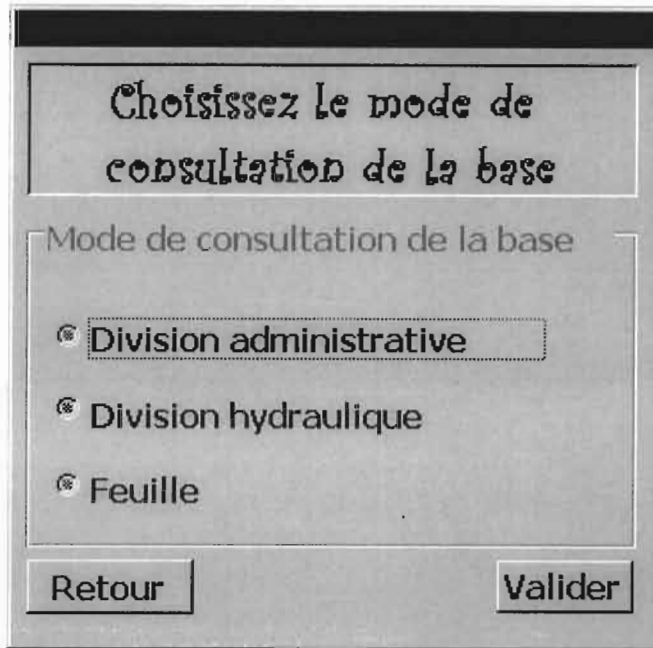 Choisissez le mode de
consultation de la base
Mode de consultation de la base
Division administrative
Division hydraulique
Feuille
Retour
Valider